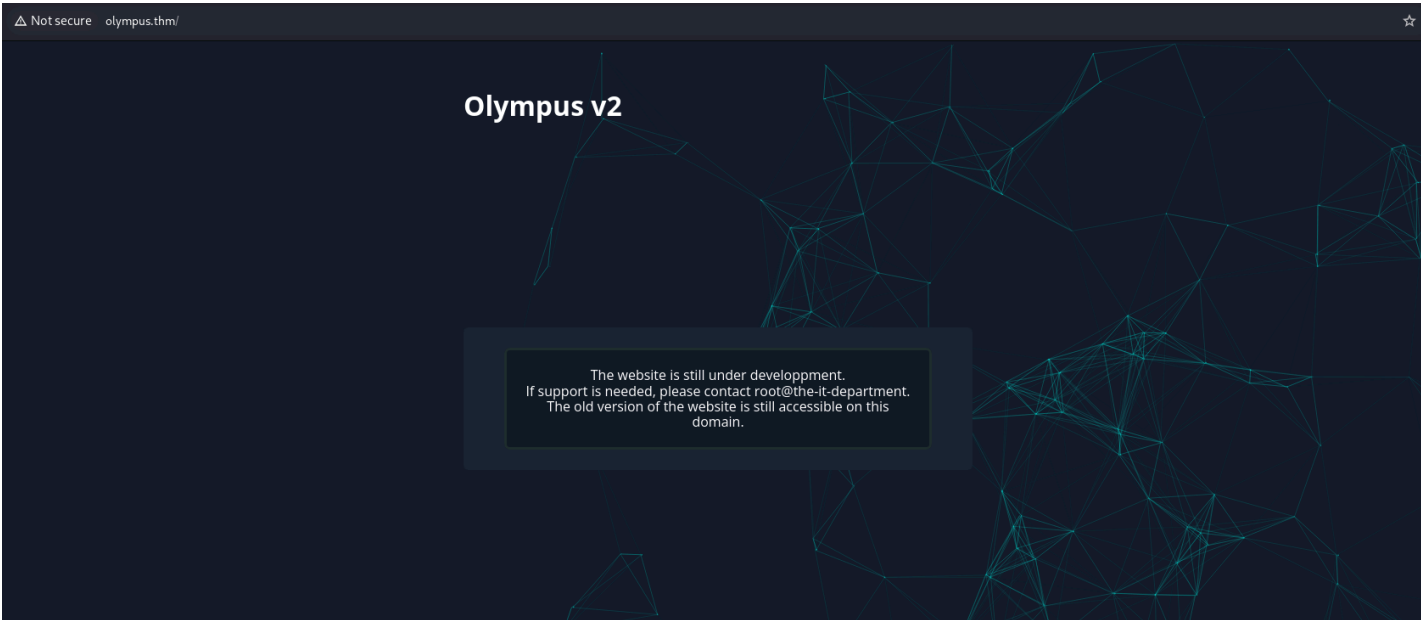 Not secure olympus.thm/
Olympus v2
The website is still under developpment.
If support is needed, please contact root@the-it-department.
The old version of the website is still accessible on this
domain.